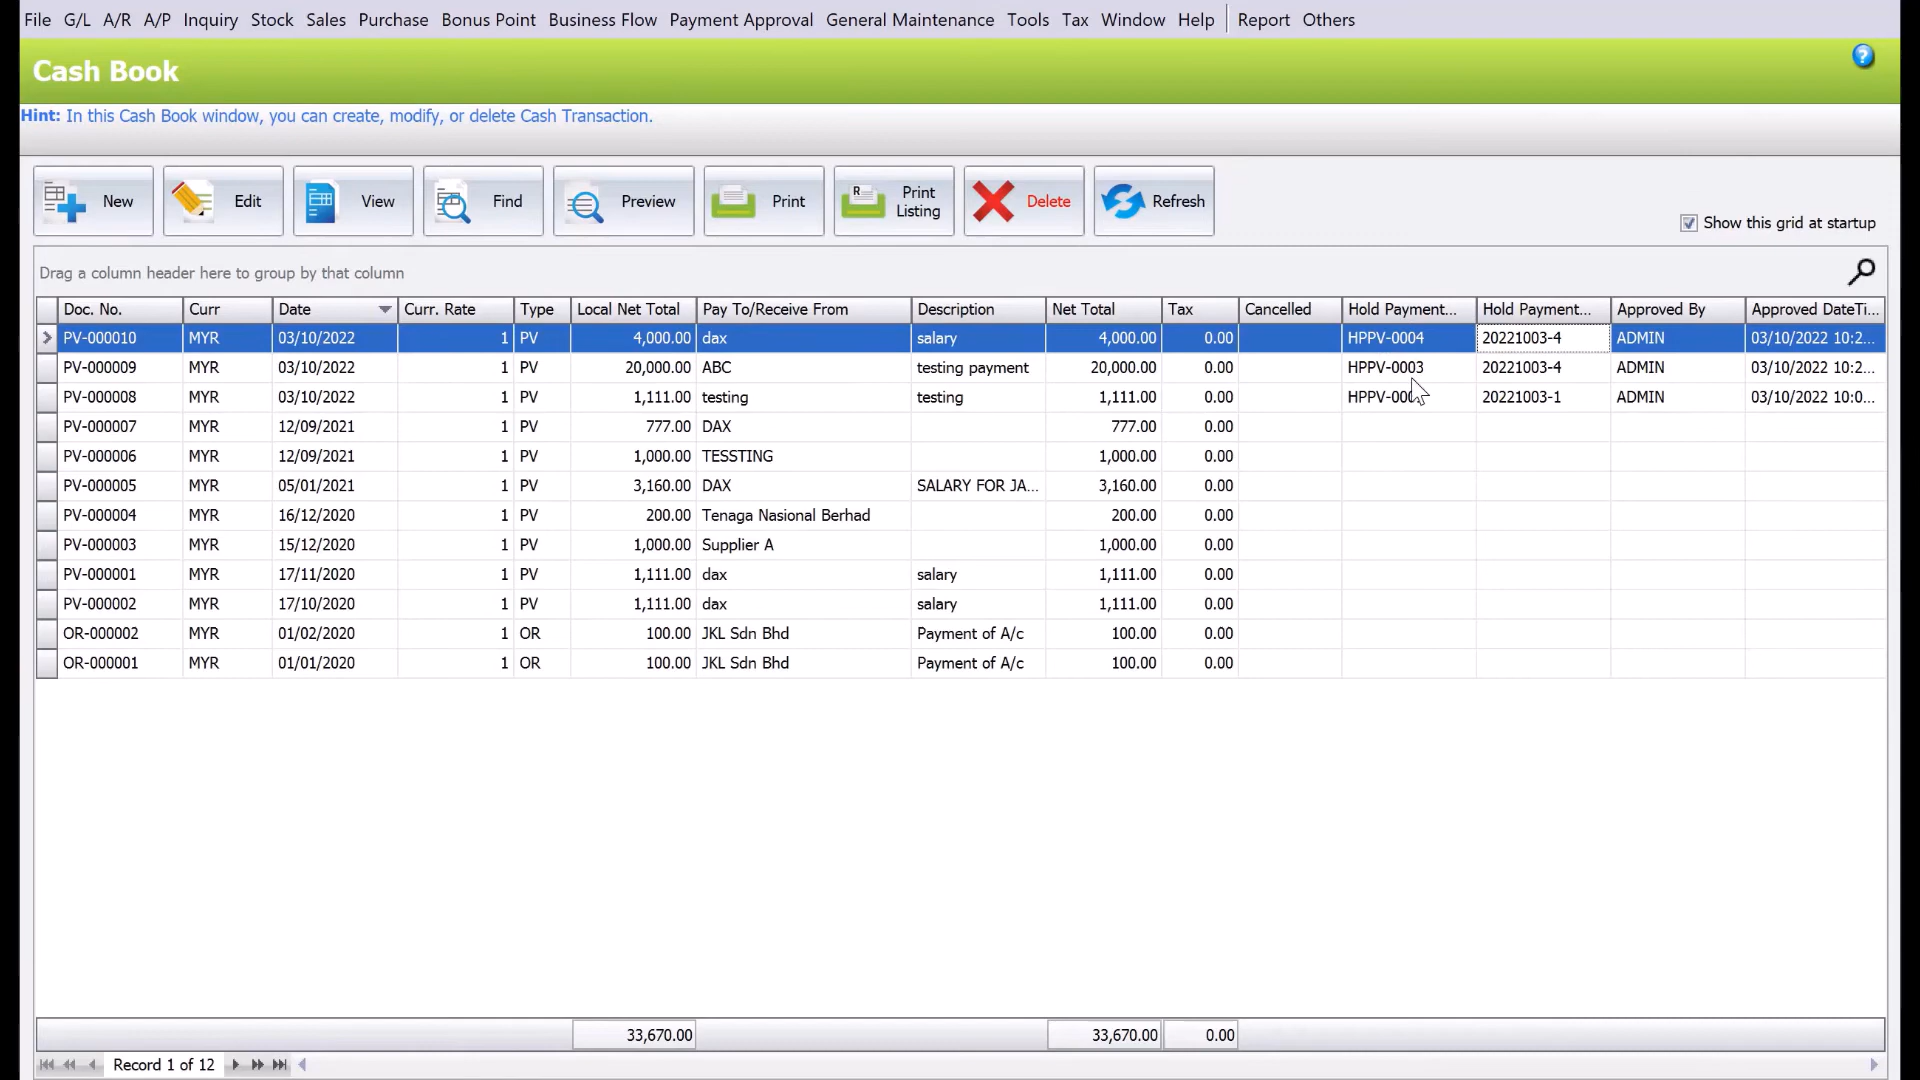 File G/L A/R A/P Inquiry Stock Sales Purchase Bonus Point Business Flow Payment Approval General Maintenance Tools Tax Window Help Report Others
Cash Book
Hint: In this Cash Book window, you can create, modify, or delete Cash Transaction.
New Edit View Find Preview Print Print Listing Delete Refresh
Show this grid at startup
Drag a column header here to group by that column
Doc. No. Curr Date Curr. Rate Type Local Net Total Pay To/Receive From Description Net Total Tax Cancelled Hold Payment... Hold Payment... Approved By Approved DateTi...
PV-000010 MYR 03/10/2022 1 PV 4,000.00 dax salary 4,000.00 0.00 HPPV-0004 20221003-4 ADMIN 03/10/2022 10:2...
PV-000009 MYR 03/10/2022 1 PV 20,000.00 ABC testing payment 20,000.00 0.00 HPPV-0003 20221003-4 ADMIN 03/10/2022 10:2...
PV-000008 MYR 03/10/2022 1 PV 1,111.00 testing testing 1,111.00 0.00 20221003-1 ADMIN 03/10/2022 10:0...
PV-000007 MYR 12/09/2021 1 PV 777.00 DAX 777.00 0.00
PV-000006 MYR 12/09/2021 1 PV 1,000.00 TESSTING 1,000.00 0.00
PV-000005 MYR 05/01/2021 1 PV 3,160.00 DAX SALARY FOR JA... 3,160.00 0.00
PV-000004 MYR 16/12/2020 1 PV 200.00 Tenaga Nasional Berhad 200.00 0.00
PV-000003 MYR 15/12/2020 1 PV 1,000.00 Supplier A 1,000.00 0.00
PV-000001 MYR 17/11/2020 1 PV 1,111.00 dax salary 1,111.00 0.00
PV-000002 MYR 17/10/2020 1 PV 1,111.00 dax salary 1,111.00 0.00
OR-000002 MYR 01/02/2020 1 OR 100.00 JKL Sdn Bhd Payment of A/c 100.00 0.00
OR-000001 MYR 01/01/2020 1 OR 100.00 JKL Sdn Bhd Payment of A/c 100.00 0.00
33,670.00 33,670.00 0.00
Record 1 of 12